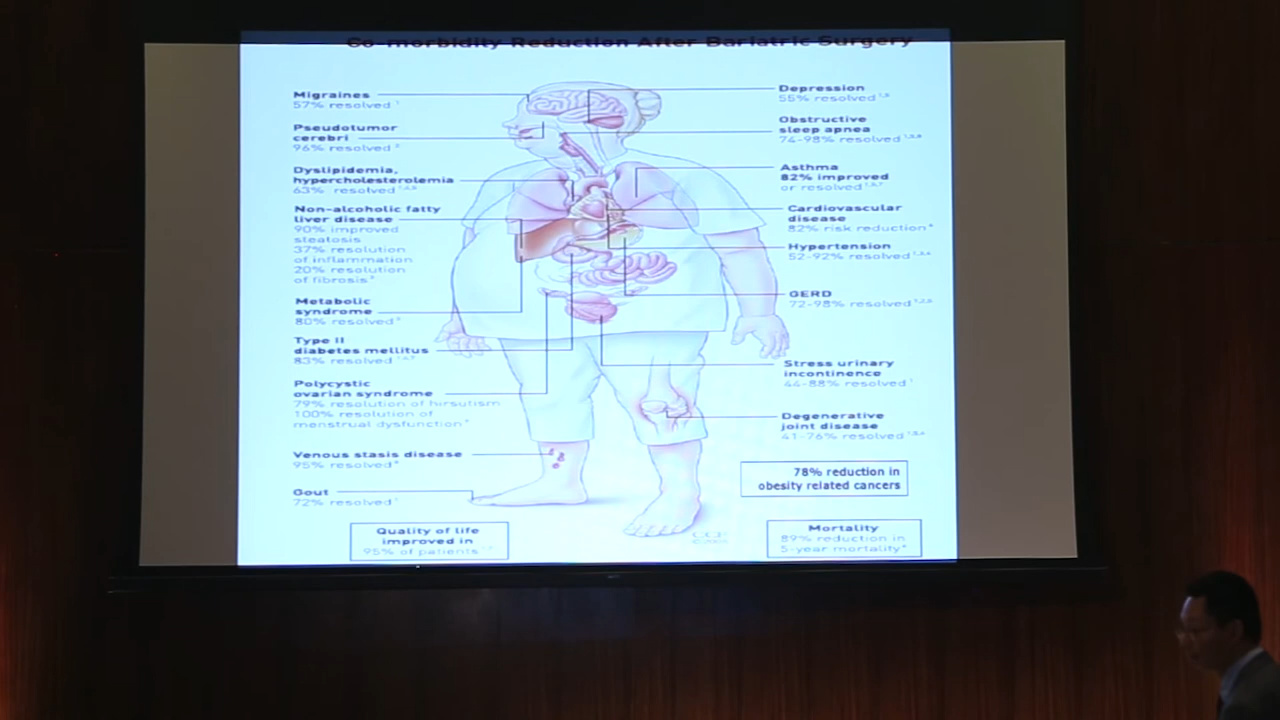 Co-morbidity Reduction After Bariatric Surgery
Migraines
57% resolved
Pseudotumor
cerebri
96% resolved
Dyslipidemia,
hypercholesterolemia
63% resolved
Non-alcoholic fatty
liver disease
90% improved
steatosis
37% resolution
of inflammation
20% resolution
of fibrosis
Metabolic
syndrome
80% resolved
Type II
diabetes mellitus
83% resolved
Polycystic
ovarian syndrome
79% resolution of hirsutism
100% resolution of
menstrual dysfunction
Venous stasis disease
95% resolved
Gout
72% resolved
Quality of life
improved in
95% of patients
Depression
55% resolved
Obstructive
sleep apnea
74-98% resolved
Asthma
82% improved
or resolved
Cardiovascular
disease
82% risk reduction
Hypertension
52-92% resolved
GERD
72-98% resolved
Stress urinary
incontinence
44-88% resolved
Degenerative
joint disease
41-76% resolved
78% reduction in
obesity related cancers
Mortality
89% reduction in
5-year mortality